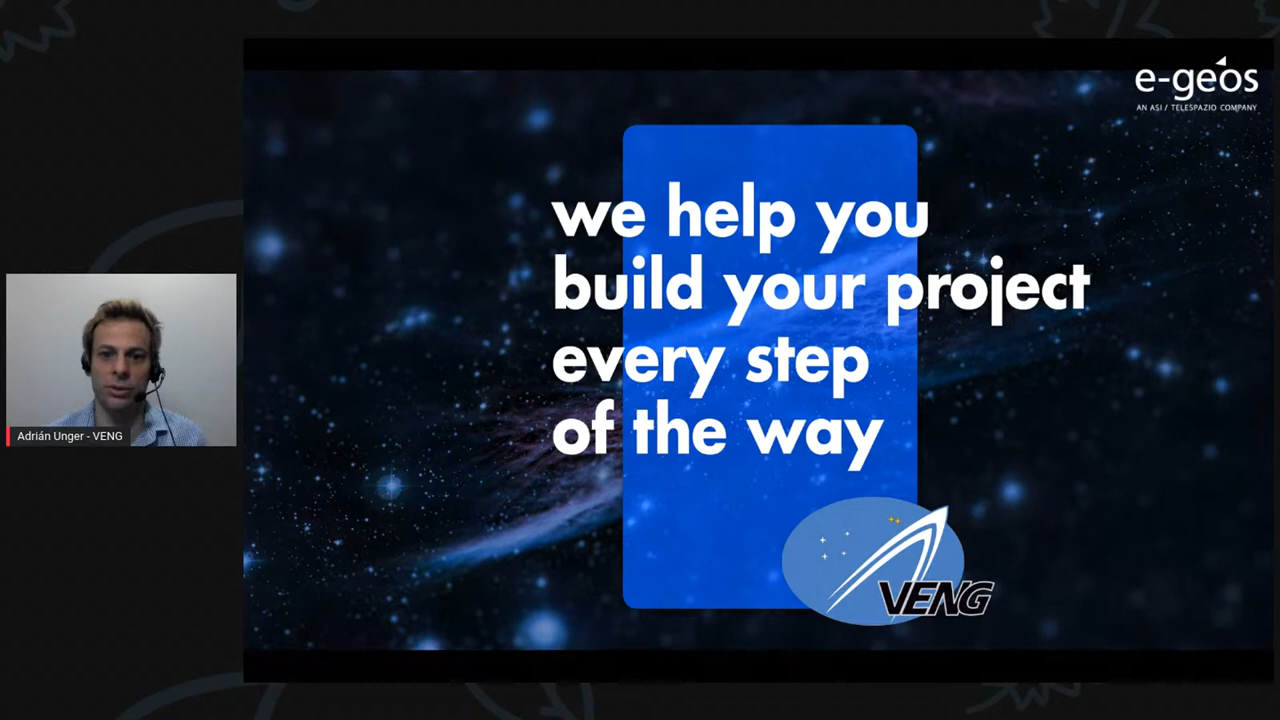 e-geos
AN ASI / TELESPAZIO COMPANY
we help you
build your project
every step
of the way
VENG
Adrián Unger - VENG